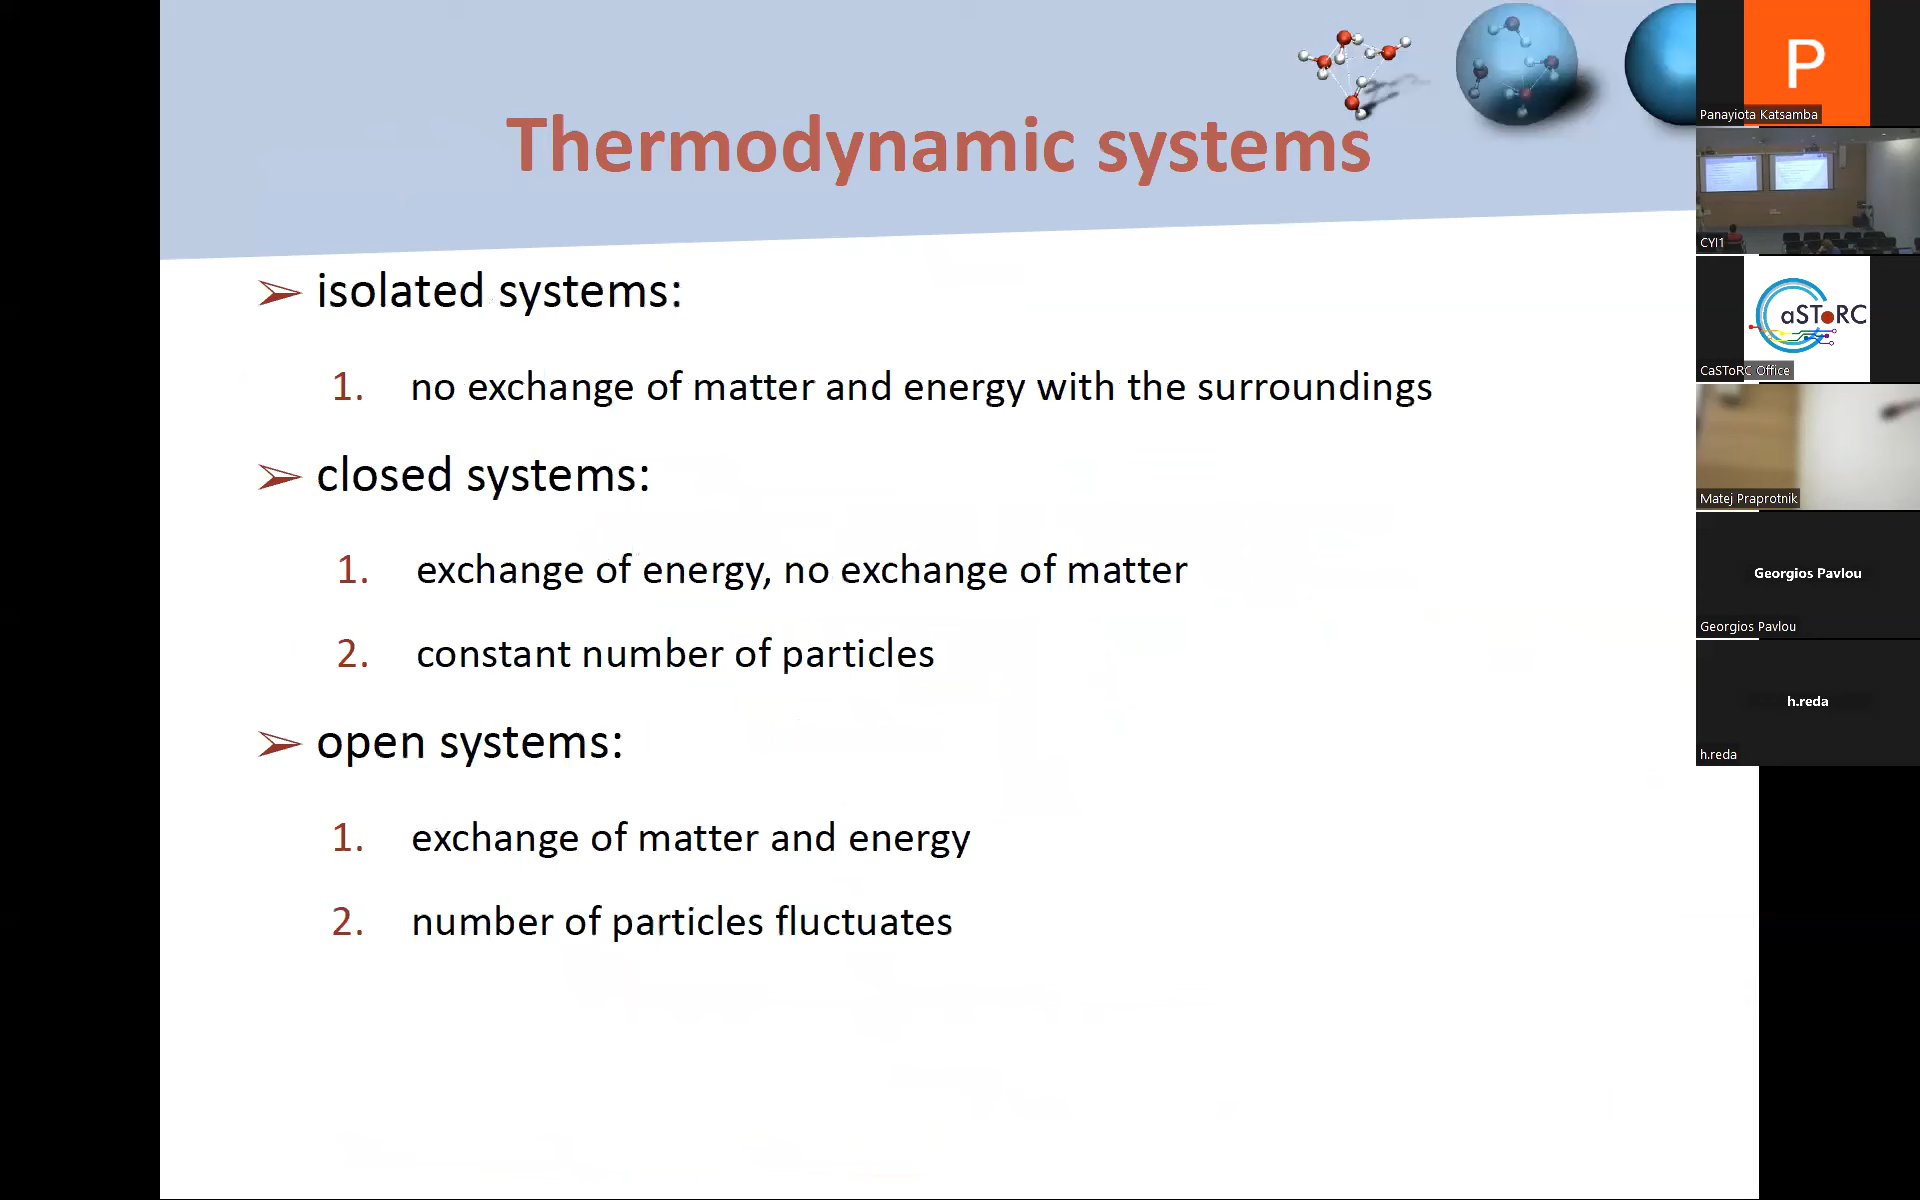 Thermodynamic systems
➢ isolated systems:
1. no exchange of matter and energy with the surroundings
➢ closed systems:
1. exchange of energy, no exchange of matter
2. constant number of particles
➢ open systems:
1. exchange of matter and energy
2. number of particles fluctuates
P
Panayiota Katsamba
CYI1
aSToRC
CaSToRC Office
Matej Praprotnik
Georgios Pavlou
Georgios Pavlou
h.reda
h.reda